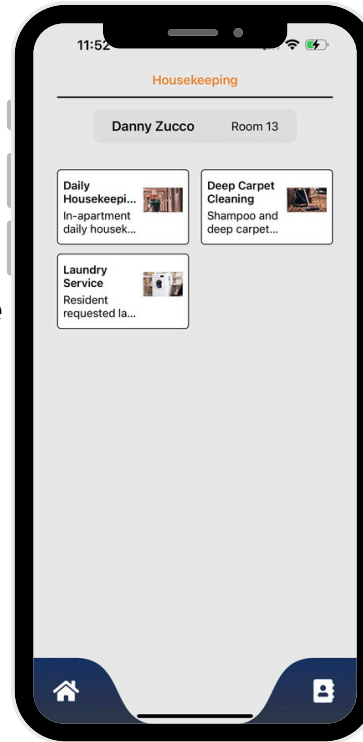 11:52
Housekeeping
Danny Zucco Room 13
Daily
Housekeepi...
In-apartment
daily housek...
Deep Carpet
Cleaning
Shampoo and
deep carpet...
Laundry
Service
Resident
requested la...